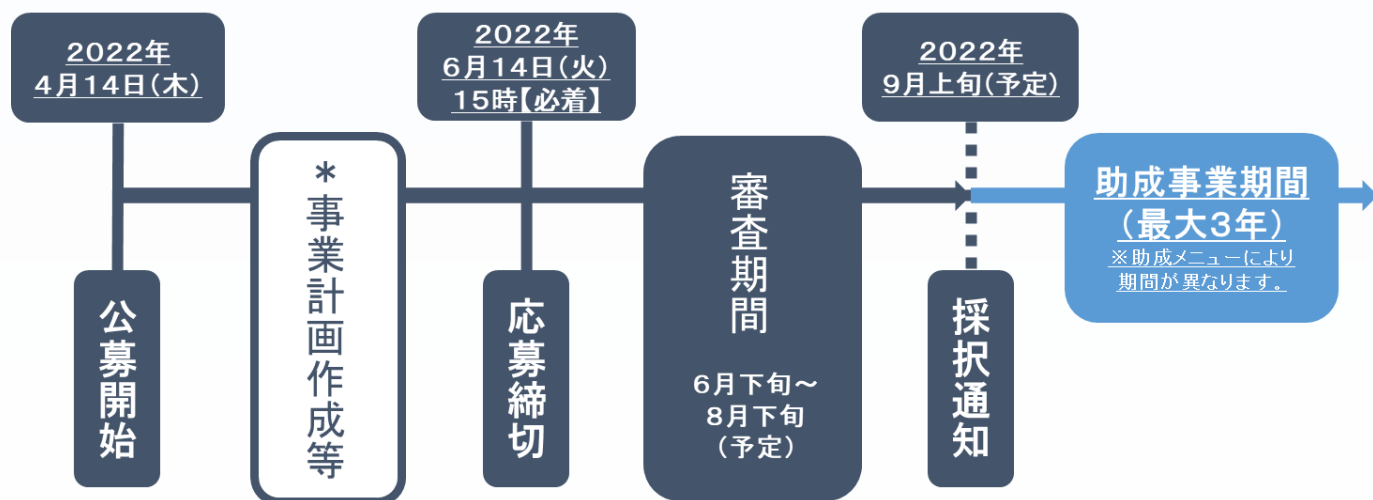 2022年
4月14日(木)
公募開始
＊事業計画作成等
2022年
6月14日(火)
15時【必着】
応募締切
審査期間
6月下旬～
8月下旬
(予定)
2022年
9月上旬(予定)
採択通知
助成事業期間
(最大3年)
※助成メニューにより
期間が異なります。